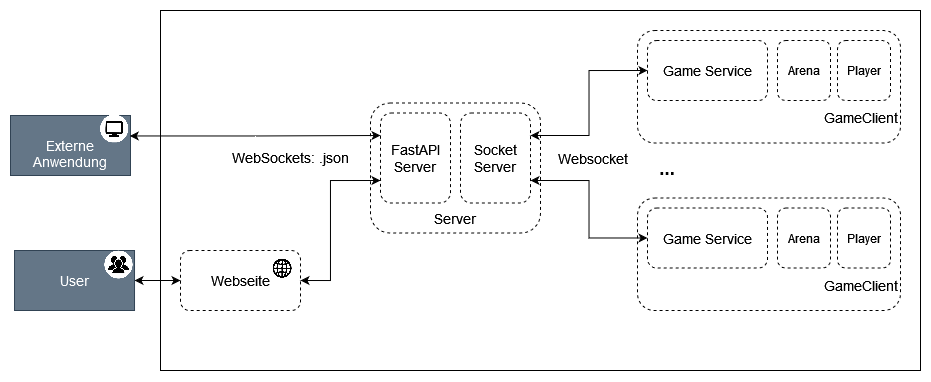 Externe
Anwendung
User
Webseite
WebSockets: .json
FastAPI
Server
Socket
Server
Server
Websocket
Game Service
Arena
Player
GameClient
...
Game Service
Arena
Player
GameClient